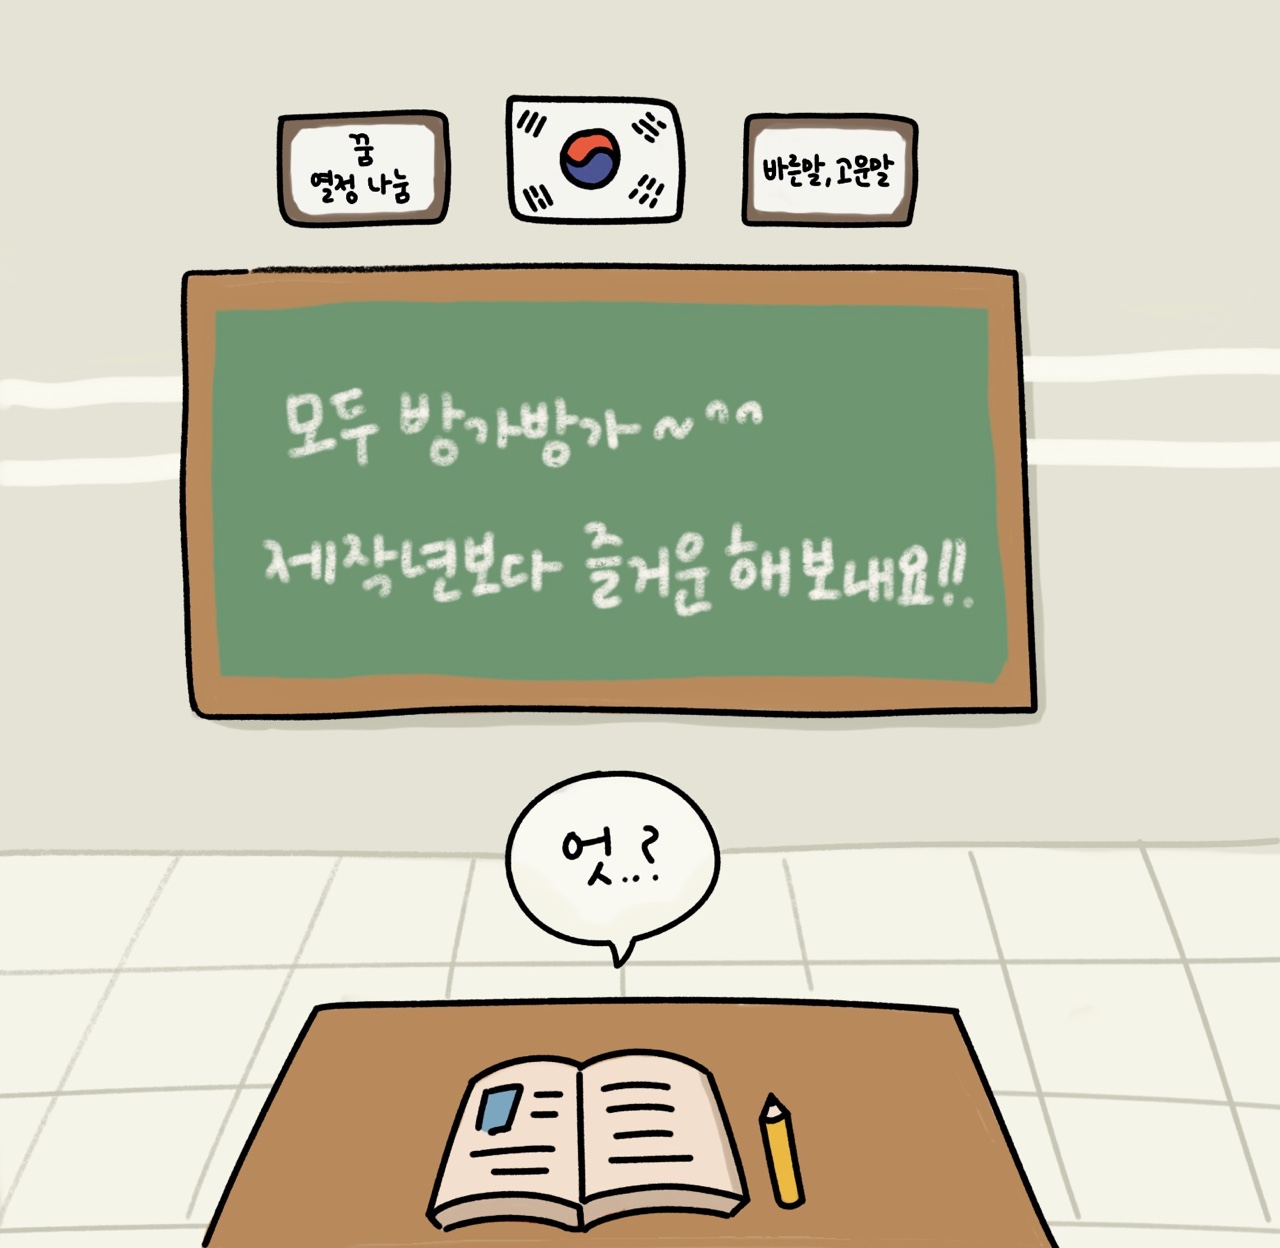 꿈
열정 나눔
바른말, 고운말
모두 방가방가~^^
제작년보다 즐거운 해 보내요!!
엇..?